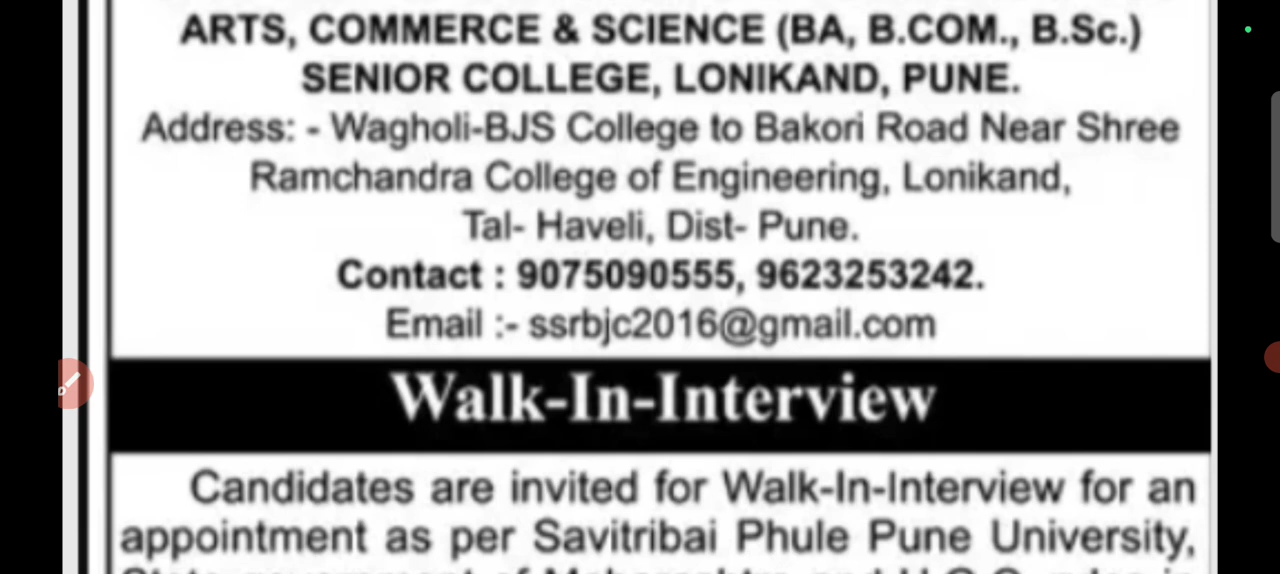 ARTS, COMMERCE & SCIENCE (BA, B.COM., B.Sc.)
SENIOR COLLEGE, LONIKAND, PUNE.
Address: - Wagholi-BJS College to Bakori Road Near Shree
Ramchandra College of Engineering, Lonikand,
Tal- Haveli, Dist- Pune.
Contact : 9075090555, 9623253242.
Email :- ssrbjc2016@gmail.com
Walk-In-Interview
Candidates are invited for Walk-In-Interview for an
appointment as per Savitribai Phule Pune University,